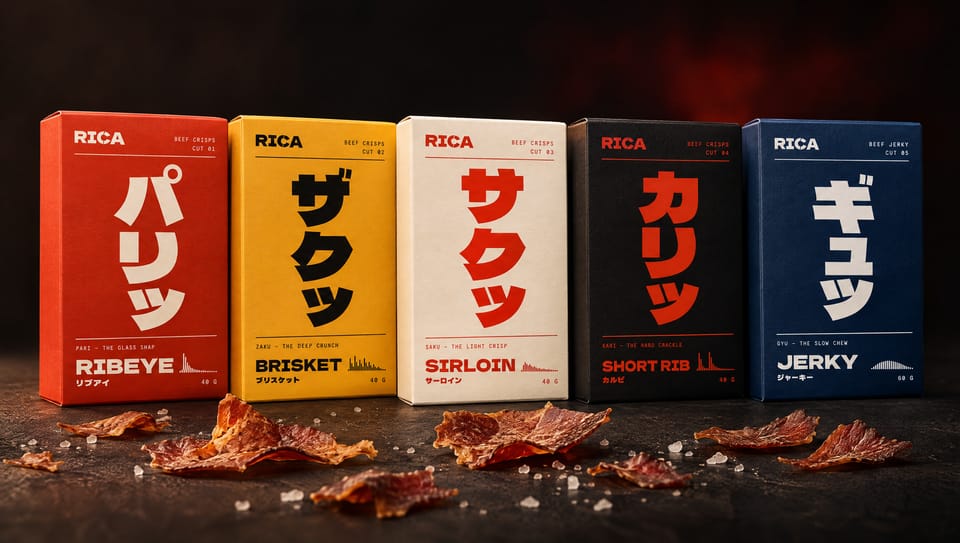 RICA
BEEF CRISPS
CUT 01
パリッ
PARI — THE GLASS SNAP
RIBEYE
リブアイ
40 G
RICA
BEEF CRISPS
CUT 02
ザクッ
ZAKU — THE DEEP CRUNCH
BRISKET
ブリスケット
40 G
RICA
BEEF CRISPS
CUT 03
サクッ
SAKU — THE LIGHT CRISP
SIRLOIN
サーロイン
40 G
RICA
BEEF CRISPS
CUT 04
カリッ
KARI — THE HARD CRACKLE
SHORT RIB
カルビ
40 G
RICA
BEEF JERKY
CUT 05
ギュッ
GYU — THE SLOW CHEW
JERKY
ジャーキー
60 G